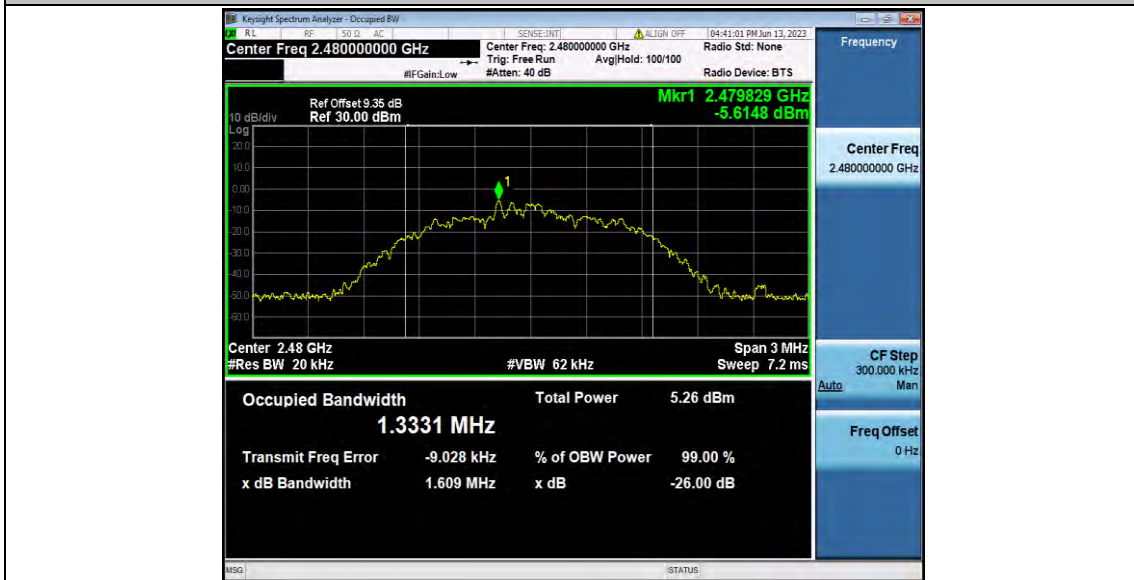 Keysight Spectrum Analyzer - Occupied BW
RL RF 50 Ω AC SENSE:INT ALIGN OFF 04:41:01 PM Jun 13, 2023
Center Freq 2.480000000 GHz
Center Freq: 2.480000000 GHz
Radio Std: None
Trig: Free Run Avg|Hold: 100/100
#IFGain:Low #Atten: 40 dB Radio Device: BTS
Frequency
Mkr1 2.479829 GHz
-5.6148 dBm
Ref Offset 9.35 dB
10 dB/div Ref 30.00 dBm
Log
20.0
10.0
0.00
-10.0
-20.0
-30.0
-40.0
-50.0
-60.0
1
Center 2.48 GHz Span 3 MHz
#Res BW 20 kHz #VBW 62 kHz Sweep 7.2 ms
Occupied Bandwidth Total Power 5.26 dBm
1.3331 MHz
Transmit Freq Error -9.028 kHz % of OBW Power 99.00 %
x dB Bandwidth 1.609 MHz x dB -26.00 dB
Center Freq
2.480000000 GHz
CF Step
300.000 kHz
Auto Man
Freq Offset
0 Hz
MSG STATUS